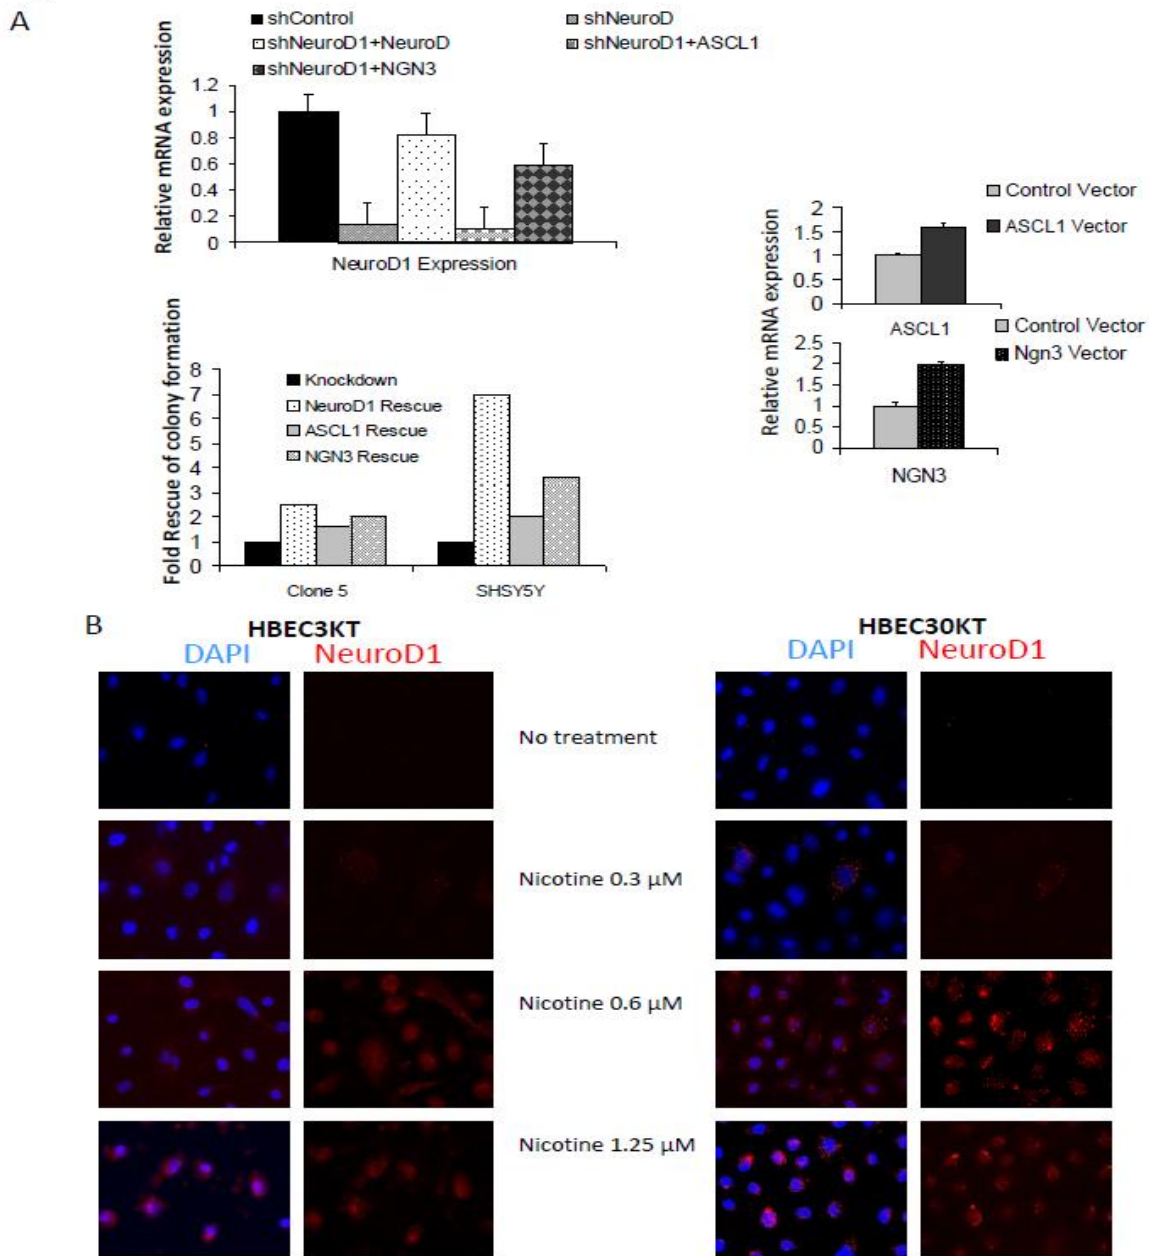 A
shControl
shNeuroD
shNeuroD1+NeuroD
shNeuroD1+ASCL1
shNeuroD1+NGN3
Relative mRNA expression
1.2
1
0.8
0.6
0.4
0.2
0
NeuroD1 Expression
Control Vector
ASCL1 Vector
Relative mRNA expression
2
1.5
1
0.5
0
ASCL1
Control Vector
Ngn3 Vector
2.5
2
1.5
1
0.5
0
NGN3
Fold Rescue of colony formation
8
7
6
5
4
3
2
1
0
Knockdown
NeuroD1 Rescue
ASCL1 Rescue
NGN3 Rescue
Clone 5
SHSY5Y
B
HBEC3KT
HBEC30KT
DAPI NeuroD1
DAPI NeuroD1
No treatment
Nicotine 0.3 µM
Nicotine 0.6 µM
Nicotine 1.25 µM